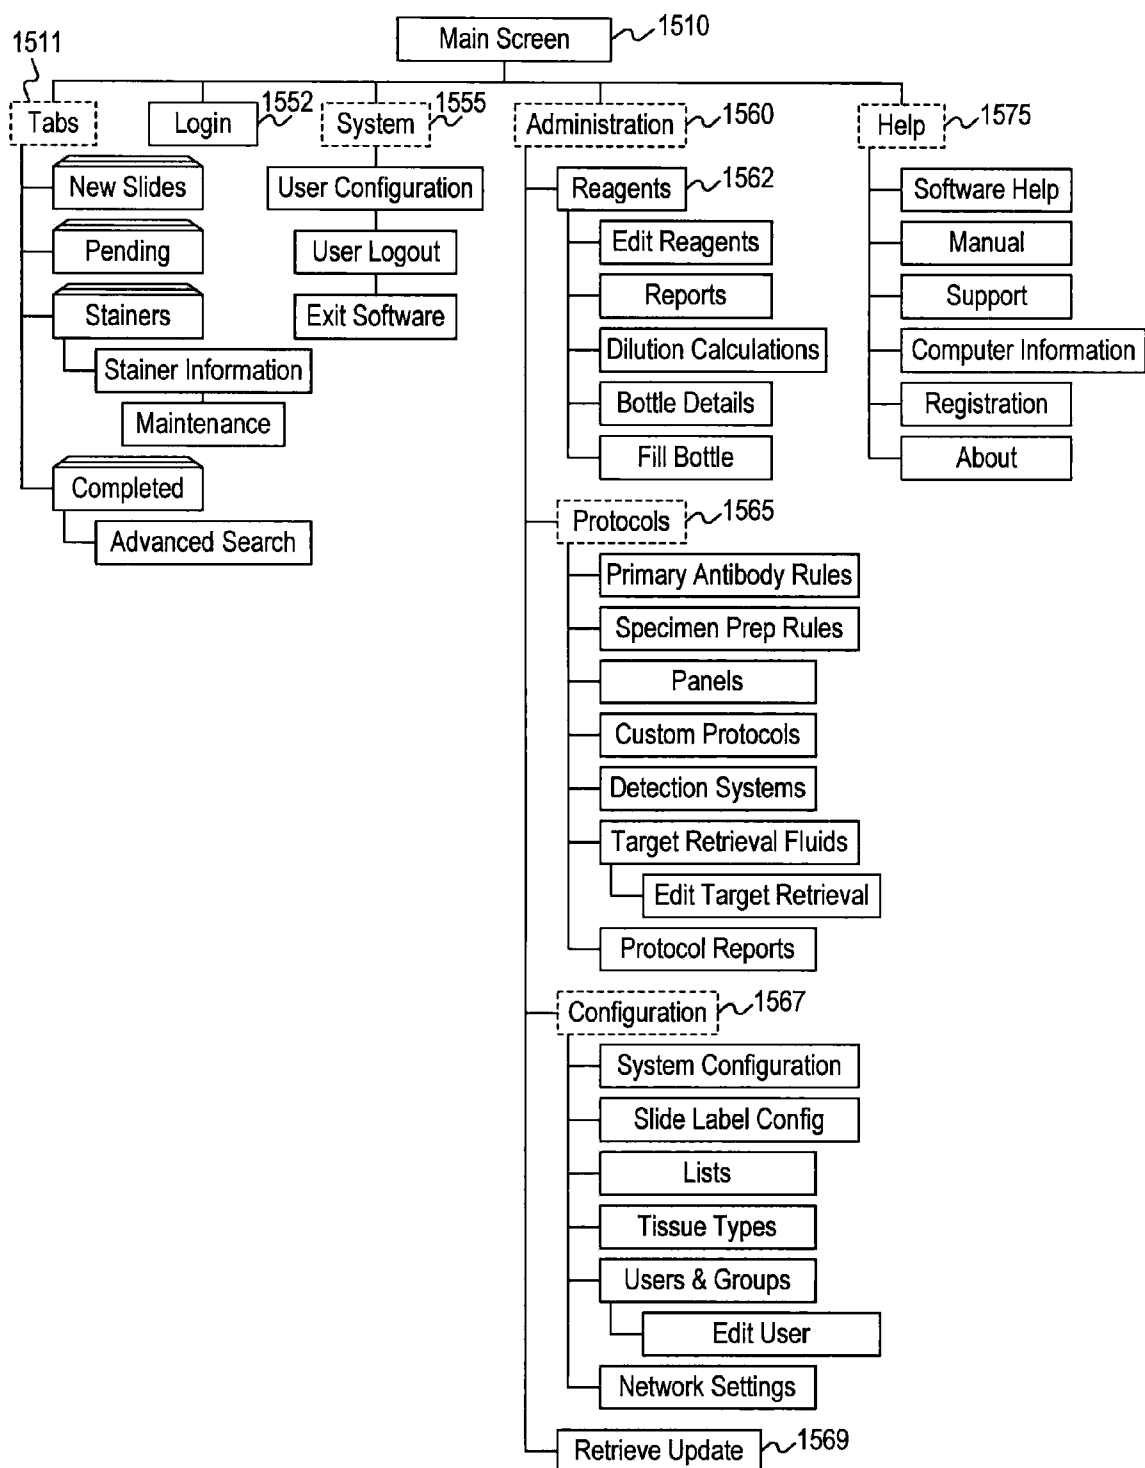 Main Screen 1510
1511
Tabs
Login 1552
System 1555
Administration 1560
Help 1575
New Slides
Pending
Stainers
Stainer Information
Maintenance
Completed
Advanced Search
User Configuration
User Logout
Exit Software
Reagents 1562
Edit Reagents
Reports
Dilution Calculations
Bottle Details
Fill Bottle
Protocols 1565
Primary Antibody Rules
Specimen Prep Rules
Panels
Custom Protocols
Detection Systems
Target Retrieval Fluids
Edit Target Retrieval
Protocol Reports
Configuration 1567
System Configuration
Slide Label Config
Lists
Tissue Types
Users & Groups
Edit User
Network Settings
Retrieve Update 1569
Software Help
Manual
Support
Computer Information
Registration
About